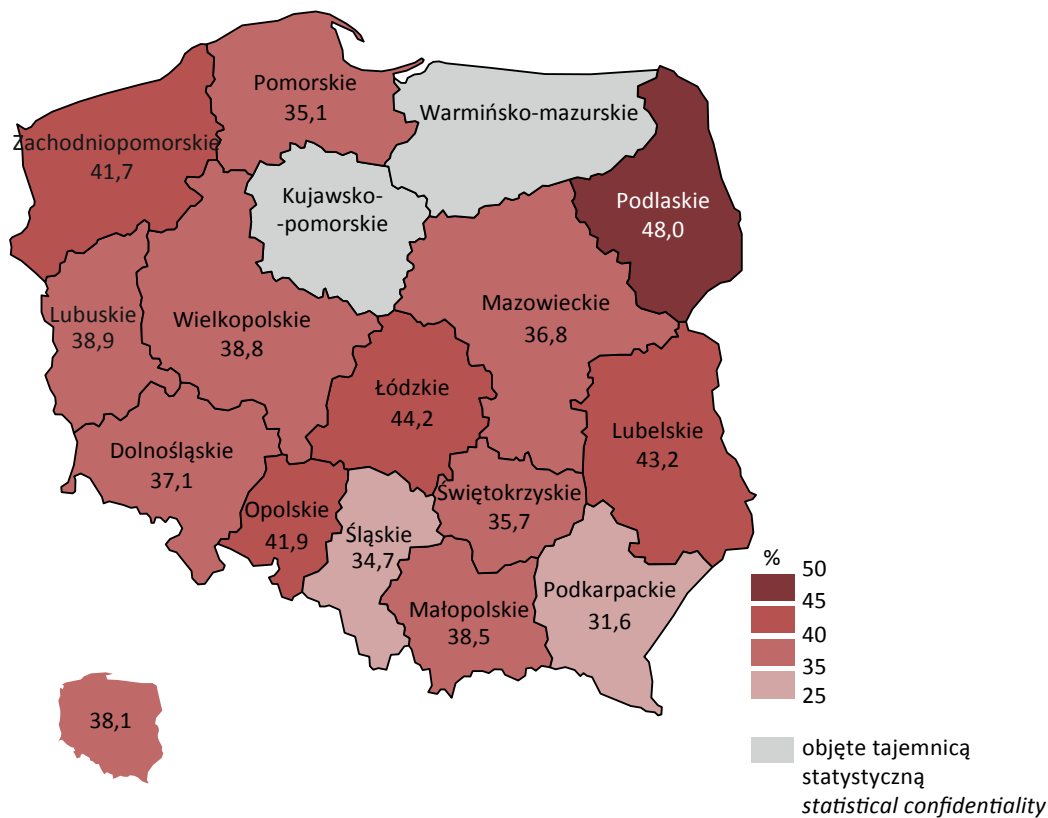 Pomorskie
35,1
Warmińsko-mazurskie
Zachodniopomorskie
41,7
Kujawsko-
-pomorskie
Podlaskie
48,0
Lubuskie
38,9
Wielkopolskie
38,8
Mazowieckie
36,8
Łódzkie
44,2
Lubelskie
43,2
Dolnośląskie
37,1
Opolskie
41,9
Śląskie
34,7
Świętokrzyskie
35,7
Małopolskie
38,5
Podkarpackie
31,6
38,1
%
50
45
40
35
25
objęte tajemnicą
statystyczną
statistical confidentiality